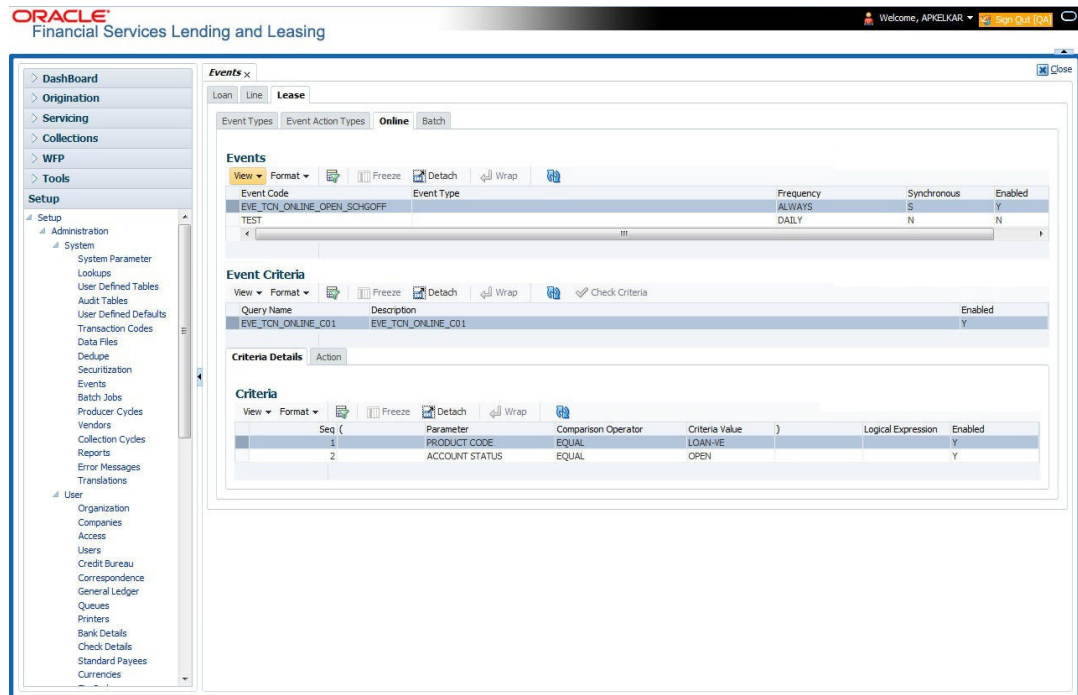 ORACLE
Financial Services Lending and Leasing
Welcome, APKELKAR
Sign Out [QA]
DashBoard
Origination
Servicing
Collections
WFP
Tools
Setup
Setup
Administration
System
System Parameter
Lookups
User Defined Tables
Audit Tables
User Defined Defaults
Transaction Codes
Data Files
Dedupe
Securitization
Events
Batch Jobs
Producer Cycles
Vendors
Collection Cycles
Reports
Error Messages
Translations
User
Organization
Companies
Access
Users
Credit Bureau
Correspondence
General Ledger
Queues
Printers
Bank Details
Check Details
Standard Payees
Currencies
Events
Close
Loan Line Lease
Event Types Event Action Types Online Batch
Events
View Format Freeze Detach Wrap
Event Code Event Type Frequency Synchronous Enabled
EVE_TCN_ONLINE_OPEN_SCHGOFF ALWAYS S Y
TEST DAILY N N
Event Criteria
View Format Freeze Detach Wrap Check Criteria
Query Name Description Enabled
EVE_TCN_ONLINE_C01 EVE_TCN_ONLINE_C01 Y
Criteria Details Action
Criteria
View Format Freeze Detach Wrap
Seq ( Parameter Comparison Operator Criteria Value ) Logical Expression Enabled
1 PRODUCT CODE EQUAL LOAN-VE Y
2 ACCOUNT STATUS EQUAL OPEN Y